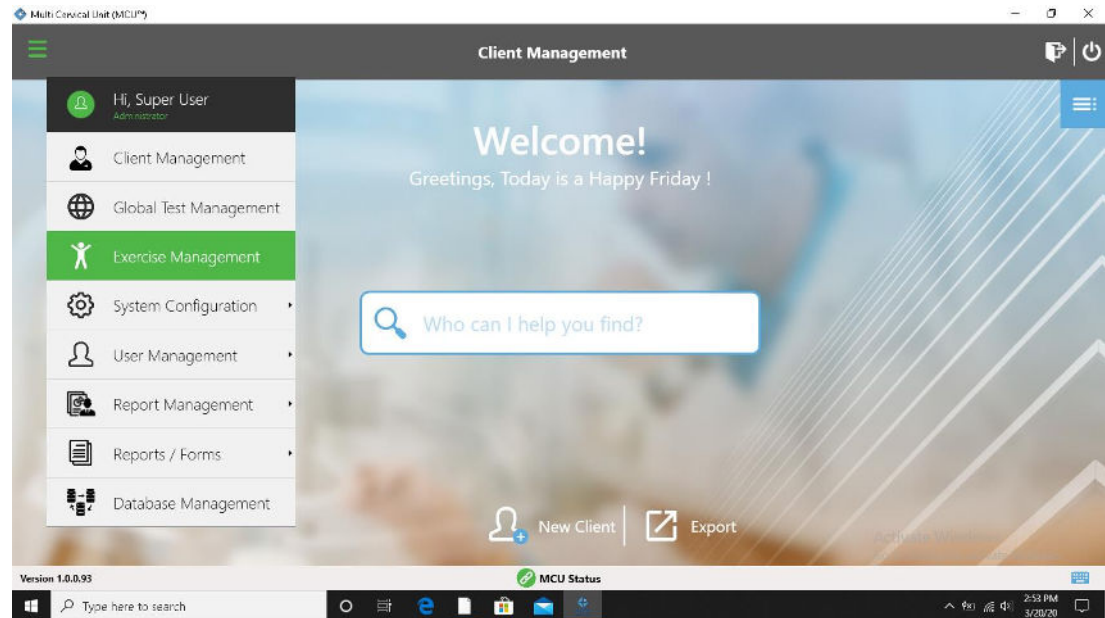 Multi Cervical Unit (MCU™)
Client Management
Hi, Super User
Administrator
Client Management
Global Test Management
Exercise Management
System Configuration
User Management
Report Management
Reports / Forms
Database Management
Welcome!
Greetings, Today is a Happy Friday !
Who can I help you find?
New Client
Export
Activate Windows
Version 1.0.0.93
MCU Status
Type here to search
2:53 PM
3/20/20